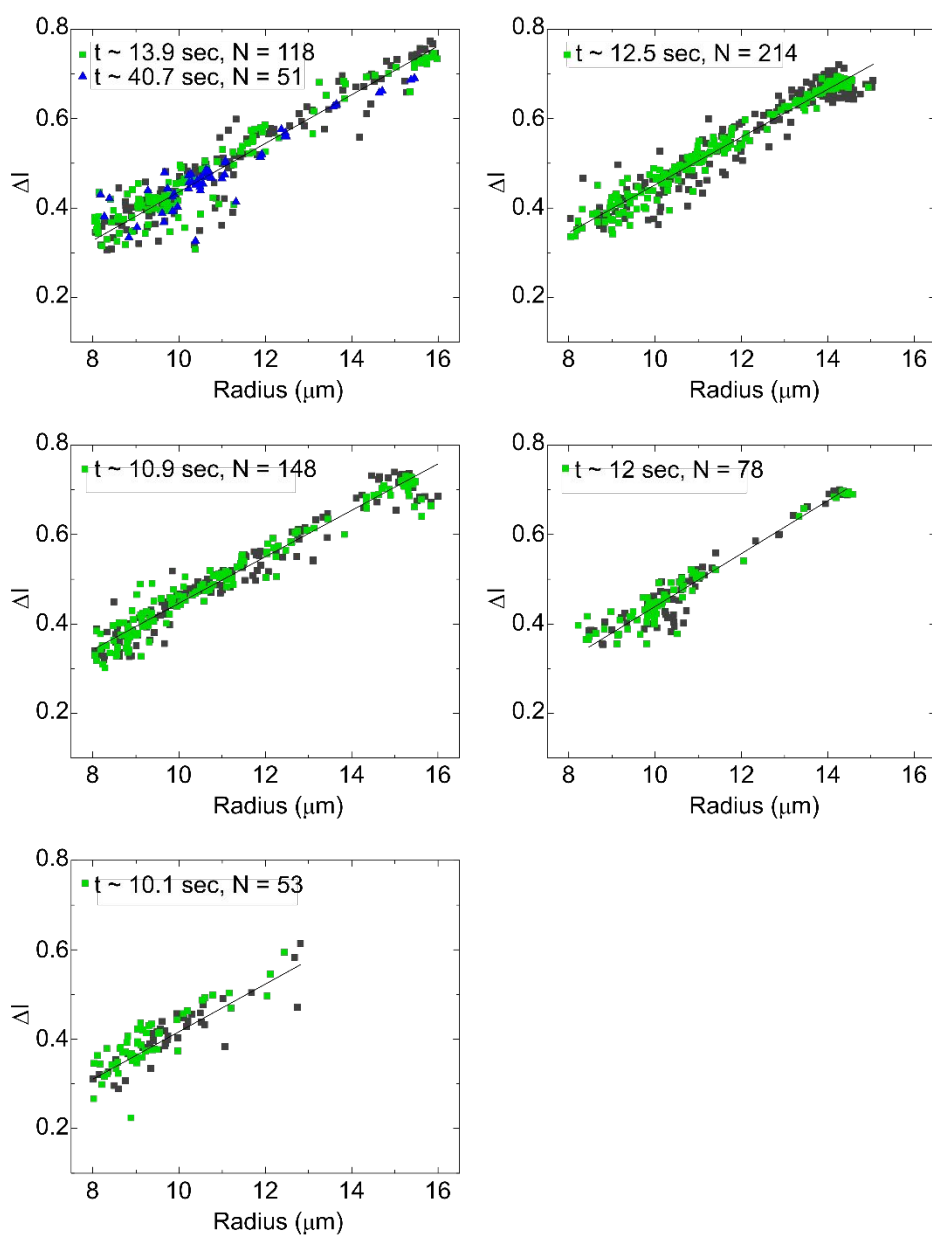 0.8
0.6
0.4
0.2
ΔI
t ~ 13.9 sec, N = 118
t ~ 40.7 sec, N = 51
8 10 12 14 16
Radius (μm)
0.8
0.6
0.4
0.2
ΔI
t ~ 12.5 sec, N = 214
8 10 12 14 16
Radius (μm)
0.8
0.6
0.4
0.2
ΔI
t ~ 10.9 sec, N = 148
8 10 12 14 16
Radius (μm)
0.8
0.6
0.4
0.2
ΔI
t ~ 12 sec, N = 78
8 10 12 14 16
Radius (μm)
0.8
0.6
0.4
0.2
ΔI
t ~ 10.1 sec, N = 53
8 10 12 14 16
Radius (μm)